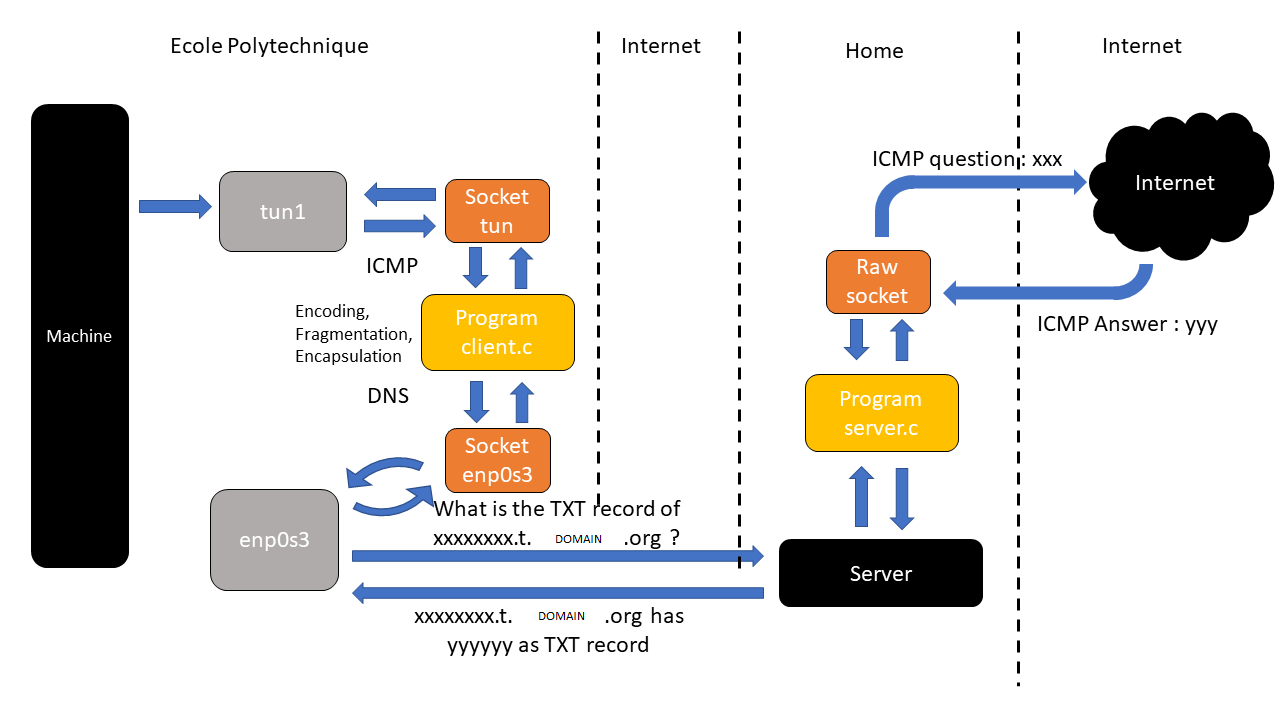 Ecole Polytechnique
Internet
Home
Internet
Machine
tun1
Socket
tun
ICMP
Encoding,
Fragmentation,
Encapsulation
Program
client.c
DNS
Socket
enp0s3
enp0s3
What is the TXT record of
xxxxxxxx.t. DOMAIN .org ?
xxxxxxxx.t. DOMAIN .org has
yyyyyy as TXT record
ICMP question : xxx
Internet
Raw
socket
ICMP Answer : yyy
Program
server.c
Server